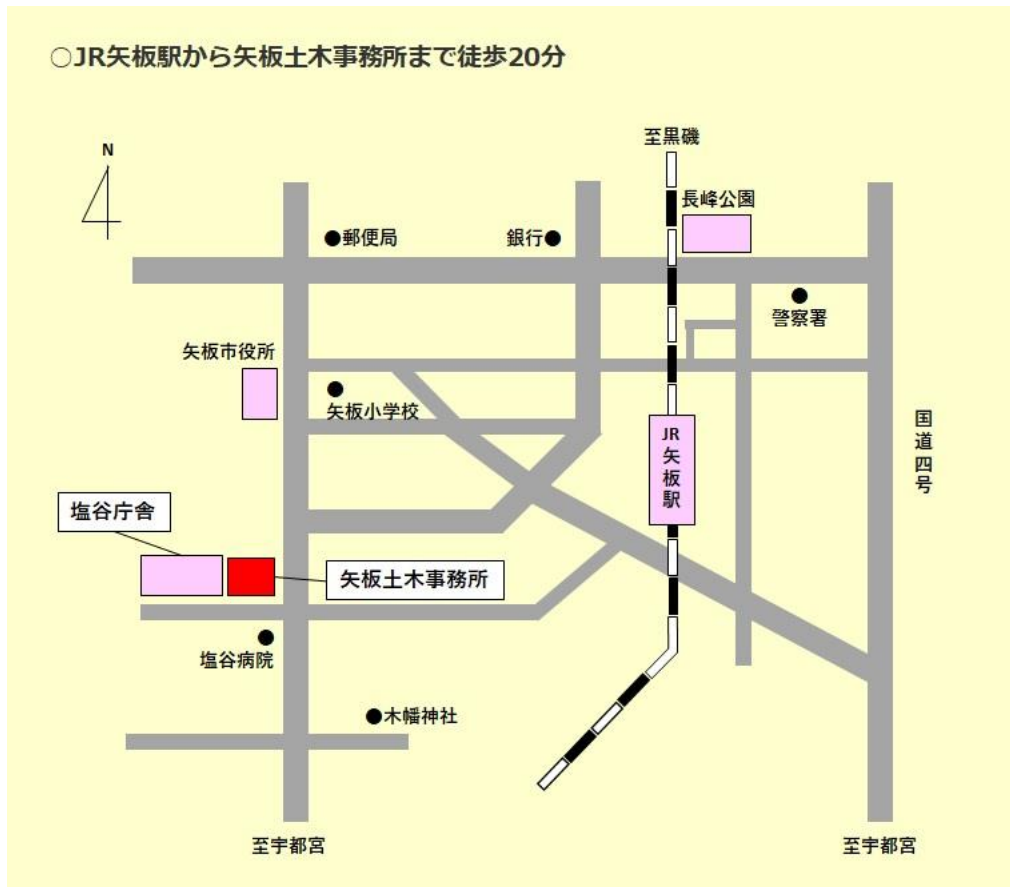 ○JR矢板駅から矢板土木事務所まで徒歩20分
至黒磯
N
長峰公園
●郵便局
銀行●
警察署
矢板市役所
矢板小学校
国道四号
JR矢板駅
塩谷庁舎
矢板土木事務所
塩谷病院
●木幡神社
至宇都宮
至宇都宮